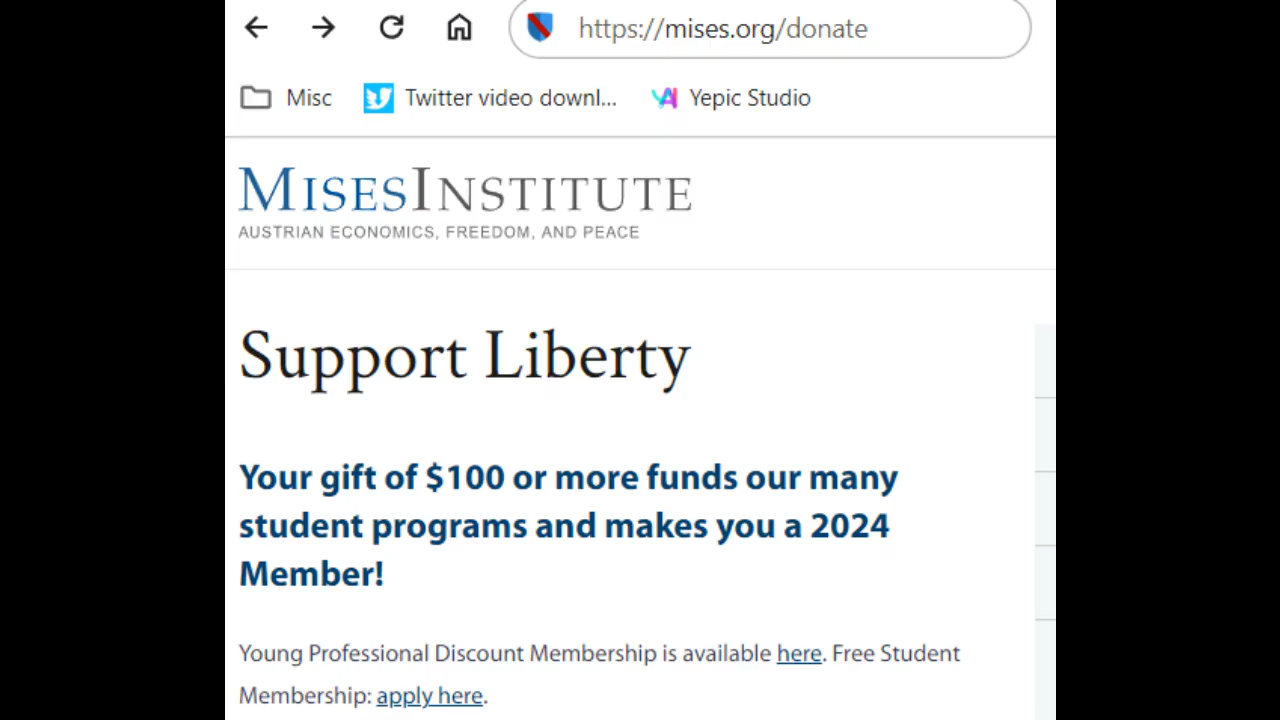 https://mises.org/donate
Misc Twitter video downl... Yepic Studio
MISESINSTITUTE
AUSTRIAN ECONOMICS, FREEDOM, AND PEACE
Support Liberty
Your gift of $100 or more funds our many
student programs and makes you a 2024
Member!
Young Professional Discount Membership is available here. Free Student
Membership: apply here.